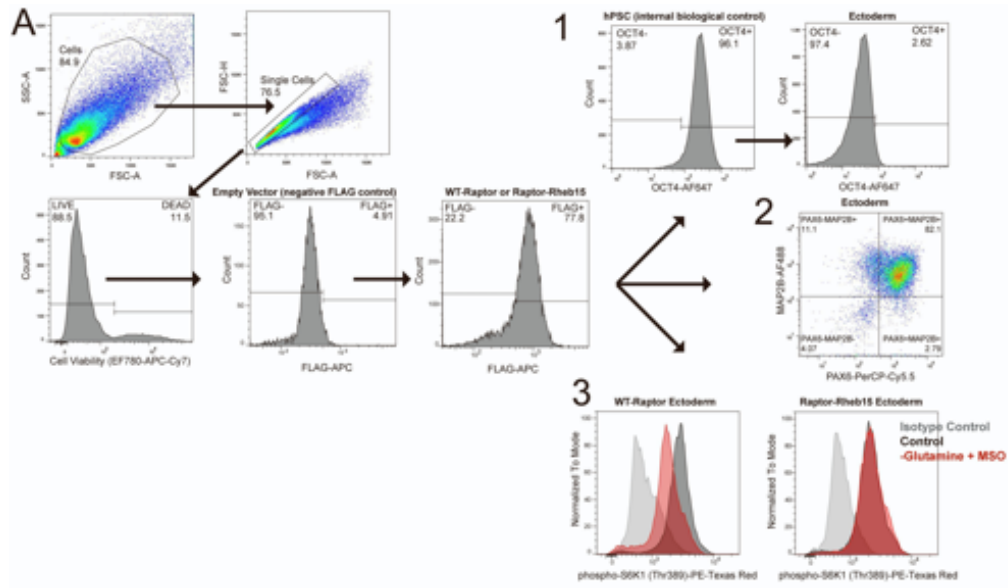 A
Cells
84.9
SSC-A
FSC-A
Single Cells
76.5
FSC-H
FSC-A
LIVE
88.5
DEAD
11.5
Count
Cell Viability (EF780-APC-Cy7)
Empty Vector (negative FLAG control)
FLAG-
95.1
FLAG+
4.91
Count
FLAG-APC
WT-Raptor or Raptor-Rheb15
FLAG-
22.2
FLAG+
77.8
Count
FLAG-APC
1
hPSC (internal biological control)
OCT4-
3.87
OCT4+
96.1
Count
OCT4-AF647
Ectoderm
OCT4-
97.4
OCT4+
2.62
Count
OCT4-AF647
2
Ectoderm
PAX6-MAP2B+
11.1
PAX6+MAP2B+
82.1
MAP2B-AF488
PAX6-MAP2B-
4.07
2.79
PAX6-PerCP-Cy5.5
3
WT-Raptor Ectoderm
Normalized To Mode
phospho-S6K1 (Thr389)-PE-Texas Red
Raptor-Rheb15 Ectoderm
Isotype Control
Control
-Glutamine + MSO
Normalized To Mode
phospho-S6K1 (Thr389)-PE-Texas Red